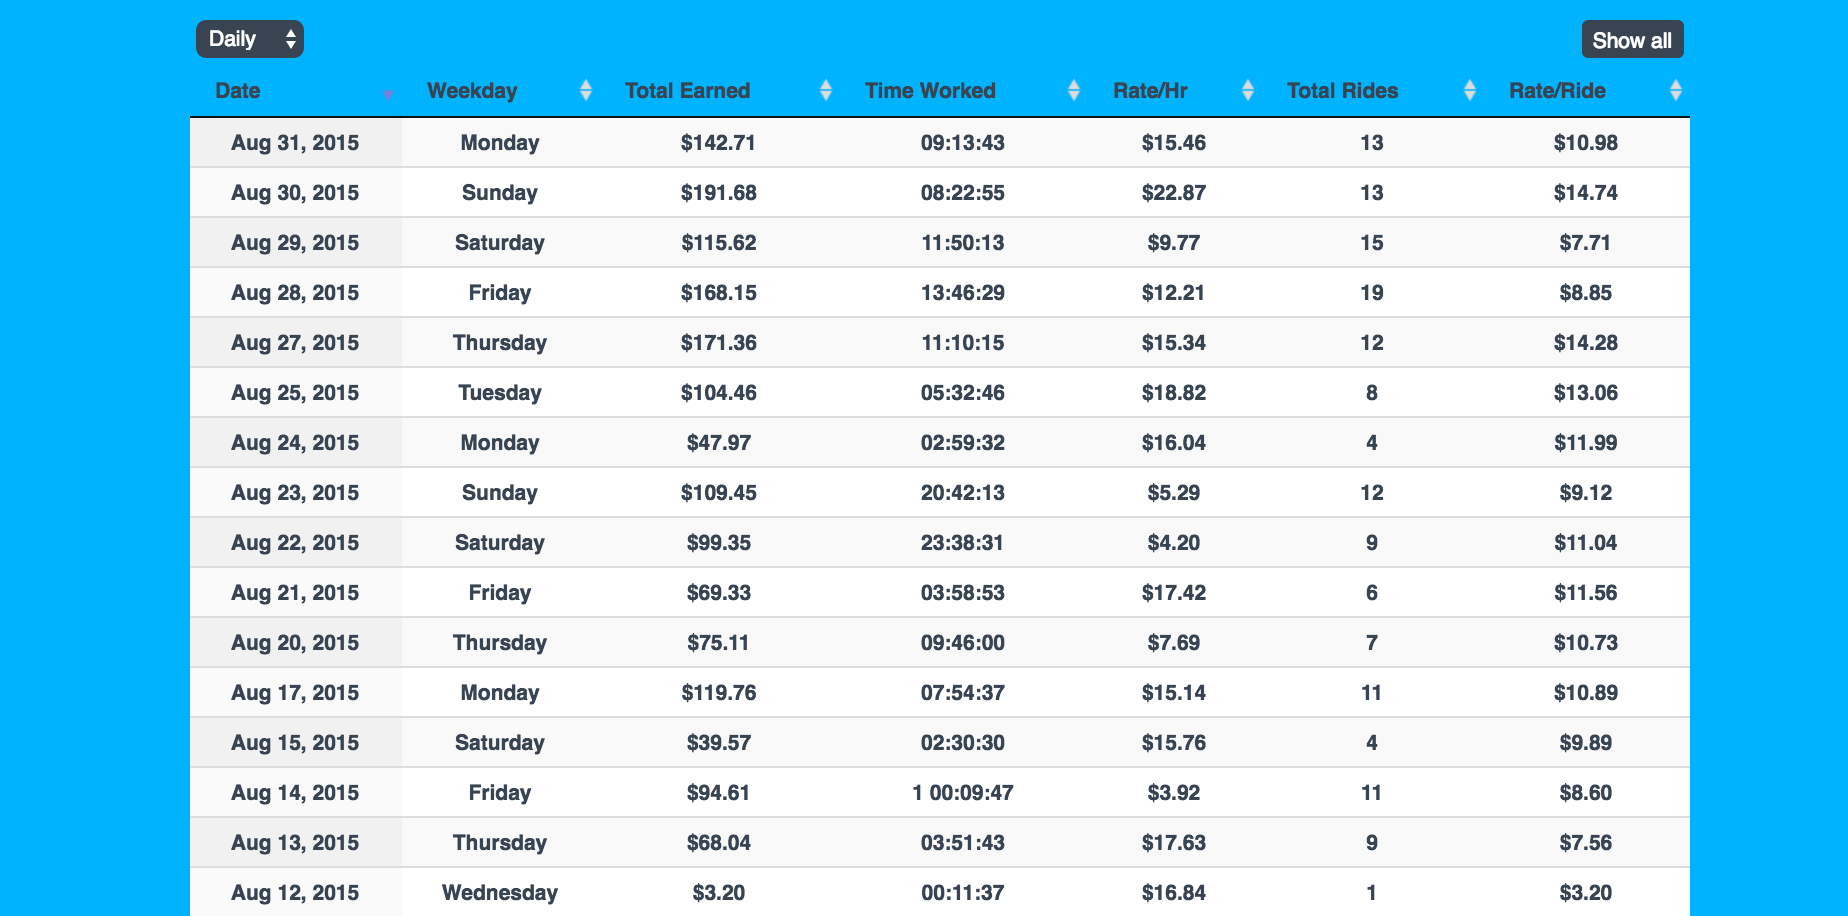 Daily Show all
Date Weekday Total Earned Time Worked Rate/Hr Total Rides Rate/Ride
Aug 31, 2015 Monday $142.71 09:13:43 $15.46 13 $10.98
Aug 30, 2015 Sunday $191.68 08:22:55 $22.87 13 $14.74
Aug 29, 2015 Saturday $115.62 11:50:13 $9.77 15 $7.71
Aug 28, 2015 Friday $168.15 13:46:29 $12.21 19 $8.85
Aug 27, 2015 Thursday $171.36 11:10:15 $15.34 12 $14.28
Aug 25, 2015 Tuesday $104.46 05:32:46 $18.82 8 $13.06
Aug 24, 2015 Monday $47.97 02:59:32 $16.04 4 $11.99
Aug 23, 2015 Sunday $109.45 20:42:13 $5.29 12 $9.12
Aug 22, 2015 Saturday $99.35 23:38:31 $4.20 9 $11.04
Aug 21, 2015 Friday $69.33 03:58:53 $17.42 6 $11.56
Aug 20, 2015 Thursday $75.11 09:46:00 $7.69 7 $10.73
Aug 17, 2015 Monday $119.76 07:54:37 $15.14 11 $10.89
Aug 15, 2015 Saturday $39.57 02:30:30 $15.76 4 $9.89
Aug 14, 2015 Friday $94.61 1 00:09:47 $3.92 11 $8.60
Aug 13, 2015 Thursday $68.04 03:51:43 $17.63 9 $7.56
Aug 12, 2015 Wednesday $3.20 00:11:37 $16.84 1 $3.20